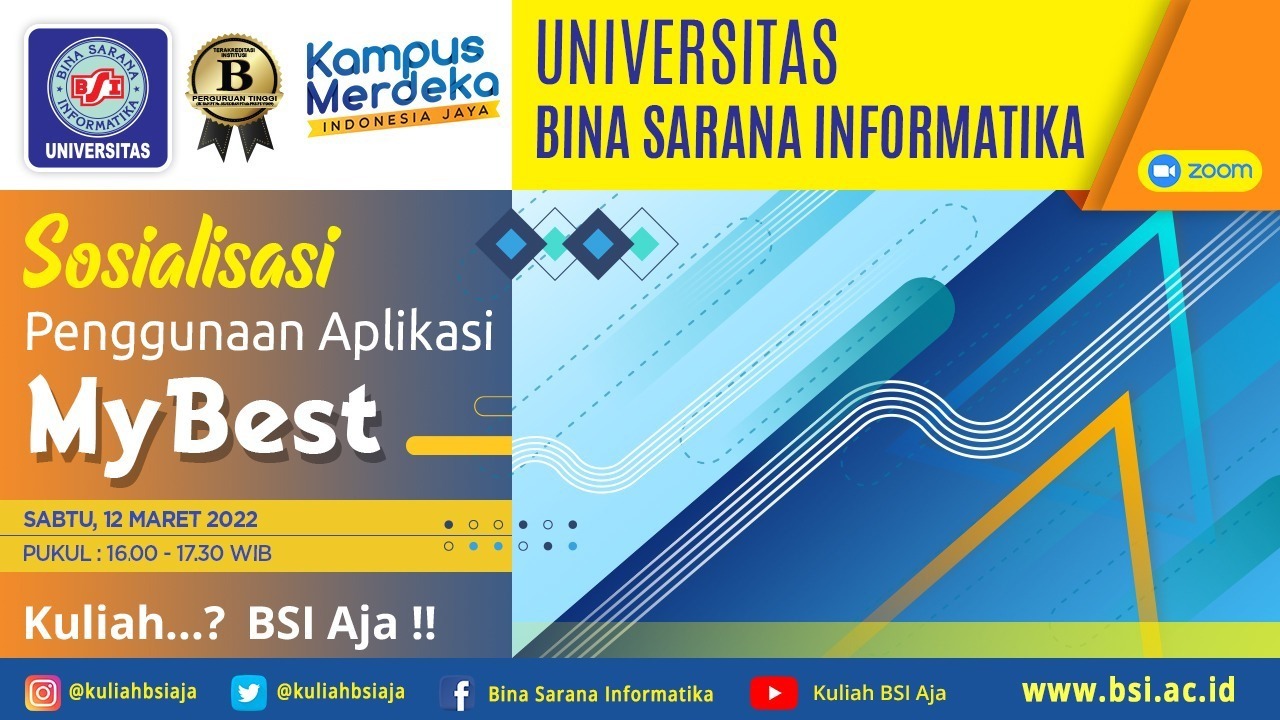 BINA SARANA
BSI
INFORMATIKA
UNIVERSITAS
TERAKREDITASI
INSTITUSI
B
PERGURUAN TINGGI
Kampus
Merdeka
INDONESIA JAYA
UNIVERSITAS
BINA SARANA INFORMATIKA
zoom
Sosialisasi
Penggunaan Aplikasi
MyBest
SABTU, 12 MARET 2022
PUKUL : 16.00 - 17.30 WIB
Kuliah...? BSI Aja !!
@kuliahbsiaja
@kuliahbsiaja
Bina Sarana Informatika
Kuliah BSI Aja
www.bsi.ac.id